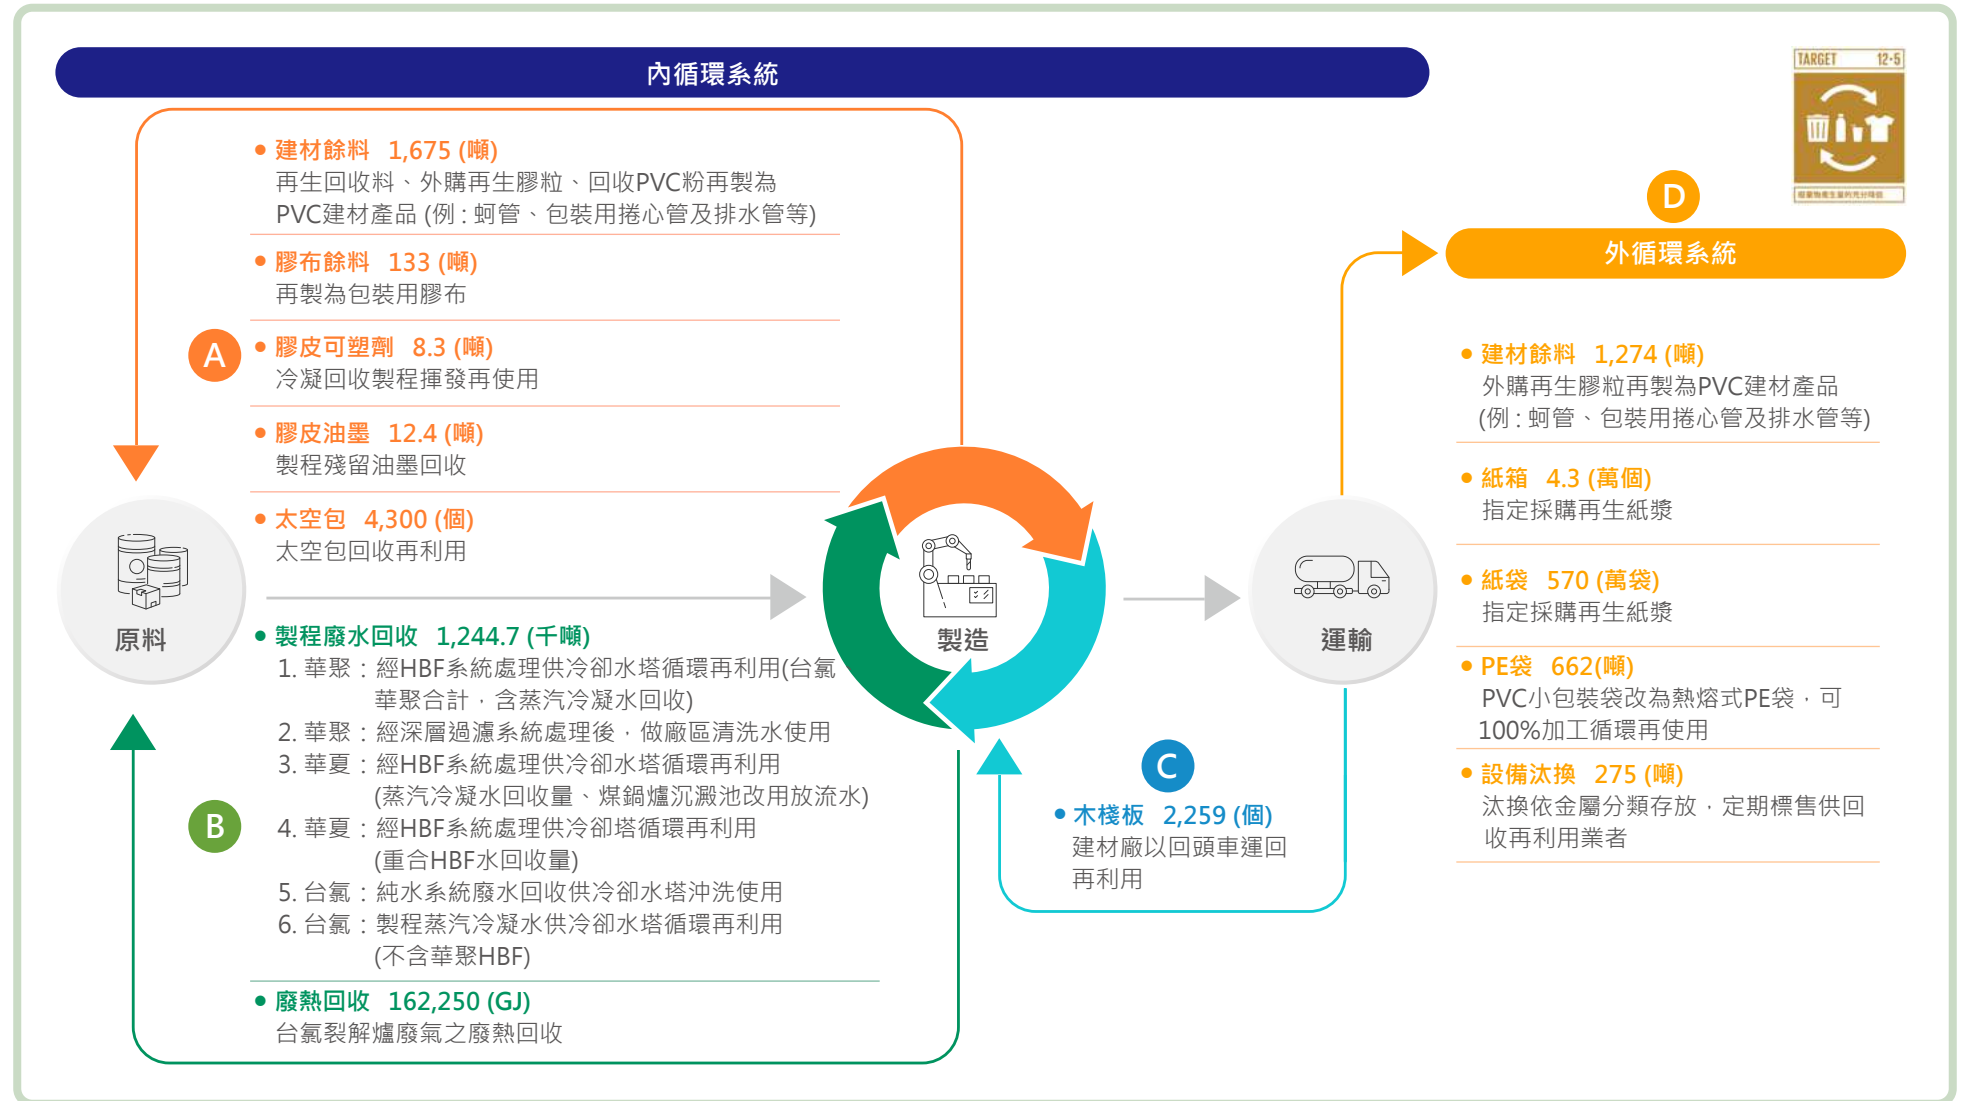 內循環系統
TARGET 12·5
建材餘料 1,675 (噸)
再生回收料、外購再生膠粒、回收PVC粉再製為
PVC建材產品 (例 : 蚵管、包裝用捲心管及排水管等)
膠布餘料 133 (噸)
再製為包裝用膠布
A
膠皮可塑劑 8.3 (噸)
冷凝回收製程揮發再使用
膠皮油墨 12.4 (噸)
製程殘留油墨回收
太空包 4,300 (個)
太空包回收再利用
原料
製造
運輸
製程廢水回收 1,244.7 (千噸)
1. 華聚：經HBF系統處理供冷卻水塔循環再利用(台氯
華聚合計，含蒸汽冷凝水回收)
2. 華聚：經深層過濾系統處理後，做廠區清洗水使用
3. 華夏：經HBF系統處理供冷卻水塔循環再利用
(蒸汽冷凝水回收量、煤鍋爐沉澱池改用放流水)
B
4. 華夏：經HBF系統處理供冷卻塔循環再利用
(重合HBF水回收量)
5. 台氯：純水系統廢水回收供冷卻水塔沖洗使用
6. 台氯：製程蒸汽冷凝水供冷卻水塔循環再利用
(不含華聚HBF)
廢熱回收 162,250 (GJ)
台氯裂解爐廢氣之廢熱回收
C
木棧板 2,259 (個)
建材廠以回頭車運回
再利用
D
外循環系統
建材餘料 1,274 (噸)
外購再生膠粒再製為PVC建材產品
(例 : 蚵管、包裝用捲心管及排水管等)
紙箱 4.3 (萬個)
指定採購再生紙漿
紙袋 570 (萬袋)
指定採購再生紙漿
PE袋 662(噸)
PVC小包裝袋改為熱熔式PE袋，可
100%加工循環再使用
設備汰換 275 (噸)
汰換依金屬分類存放，定期標售供回
收再利用業者